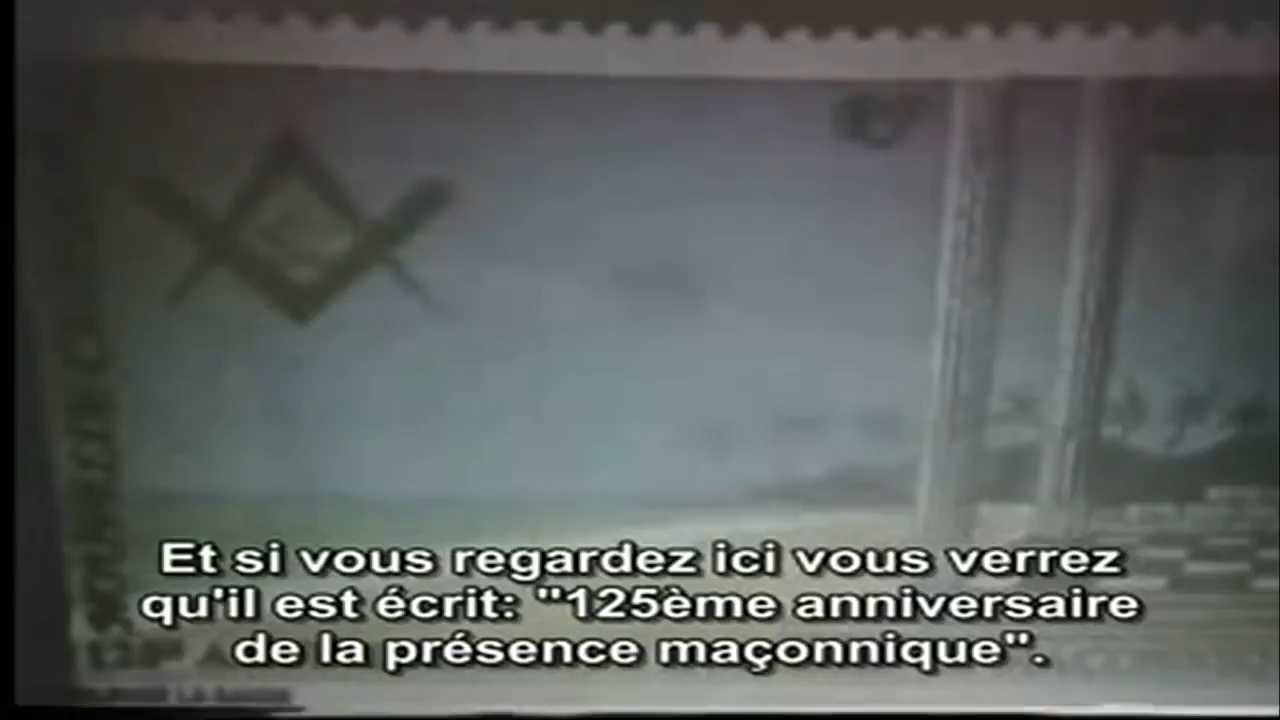 Et si vous regardez ici vous verrez
qu'il est écrit: "125ème anniversaire
de la présence maçonnique".